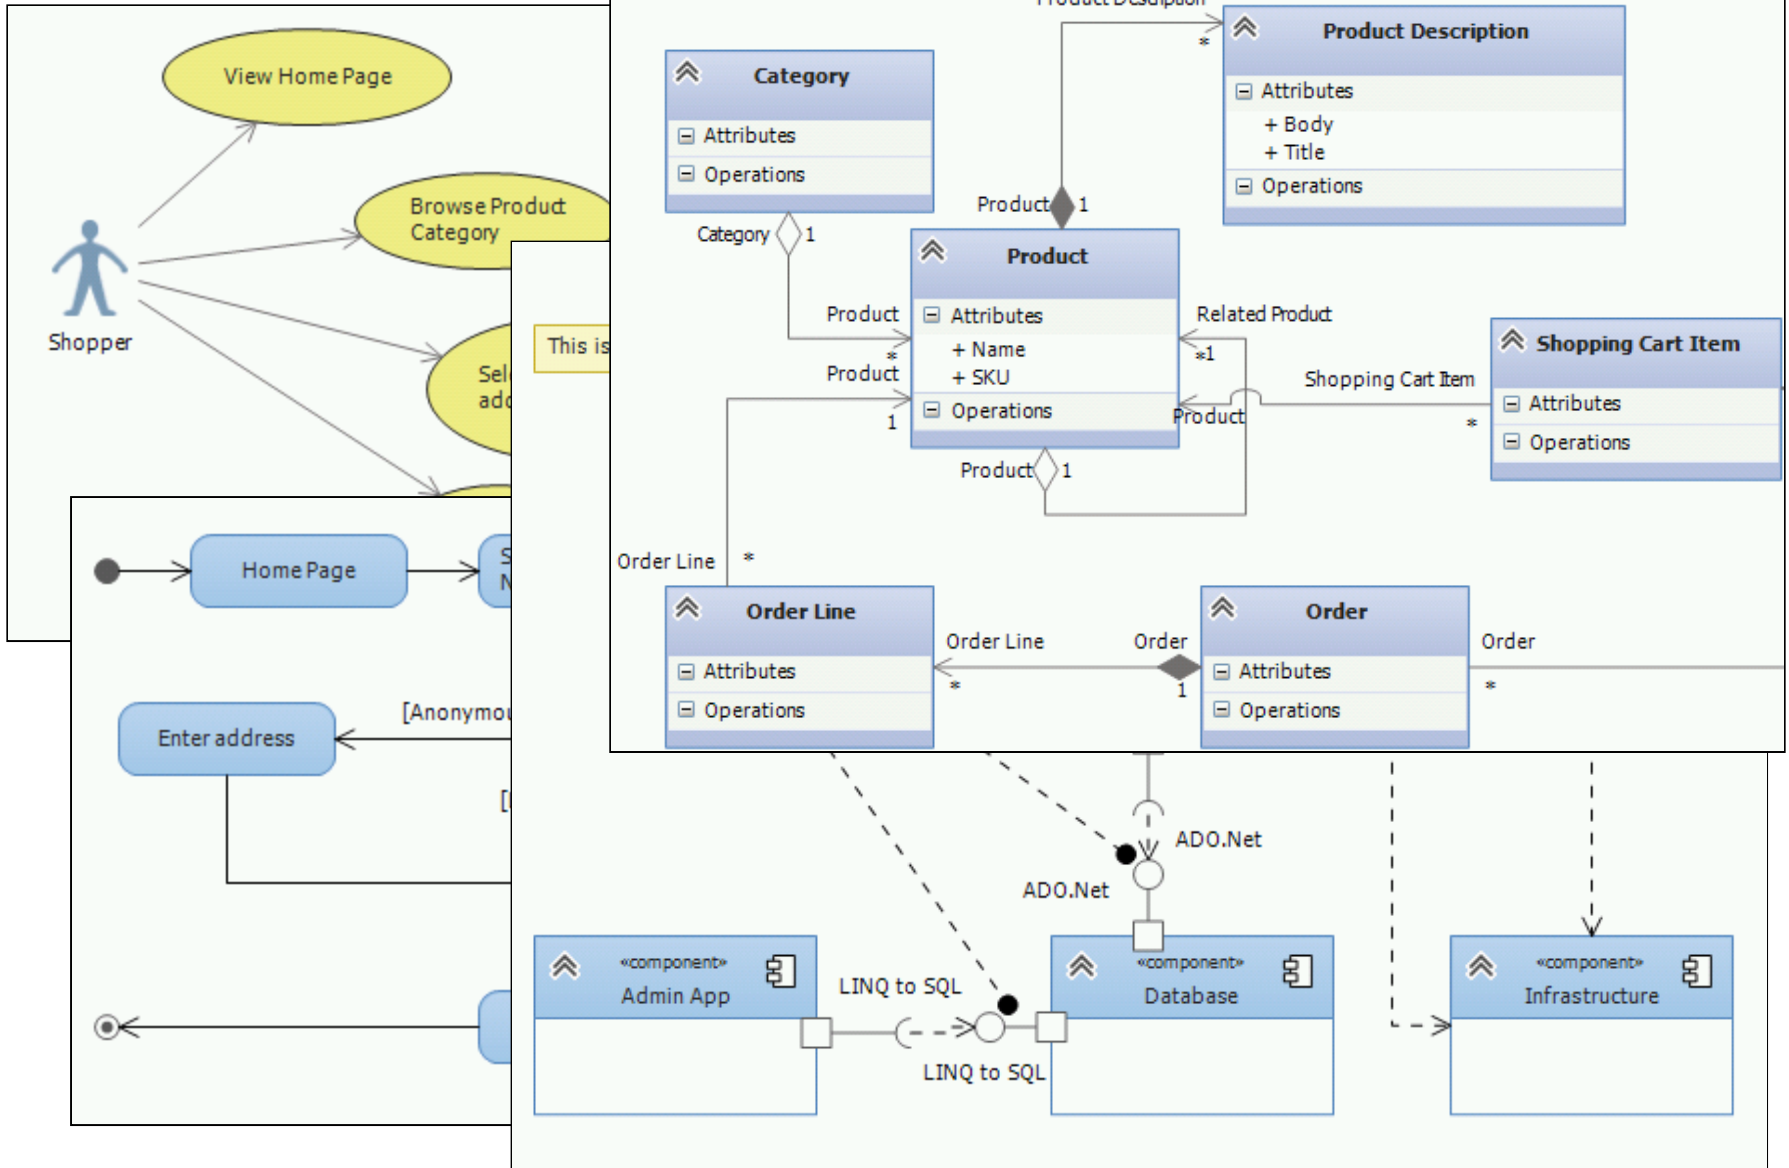 View Home Page
Browse Product
Category
Shopper
This is
Home Page
Enter address
Product Description
Category
Product Description
Attributes
+ Body
+ Title
Operations
Attributes
Operations
Product
1
*
Category
1
Product
Product
*
Attributes
+ Name
+ SKU
Operations
Product
1
Related Product
*1
Shopping Cart Item
Shopping Cart Item
*
Product
Attributes
Operations
Product
1
Order Line
*
Order Line
Attributes
Operations
Order Line
*
Order
1
Order
Attributes
Operations
Order
*
ADO.Net
ADO.Net
«component»
Admin App
LINQ to SQL
LINQ to SQL
«component»
Database
«component»
Infrastructure